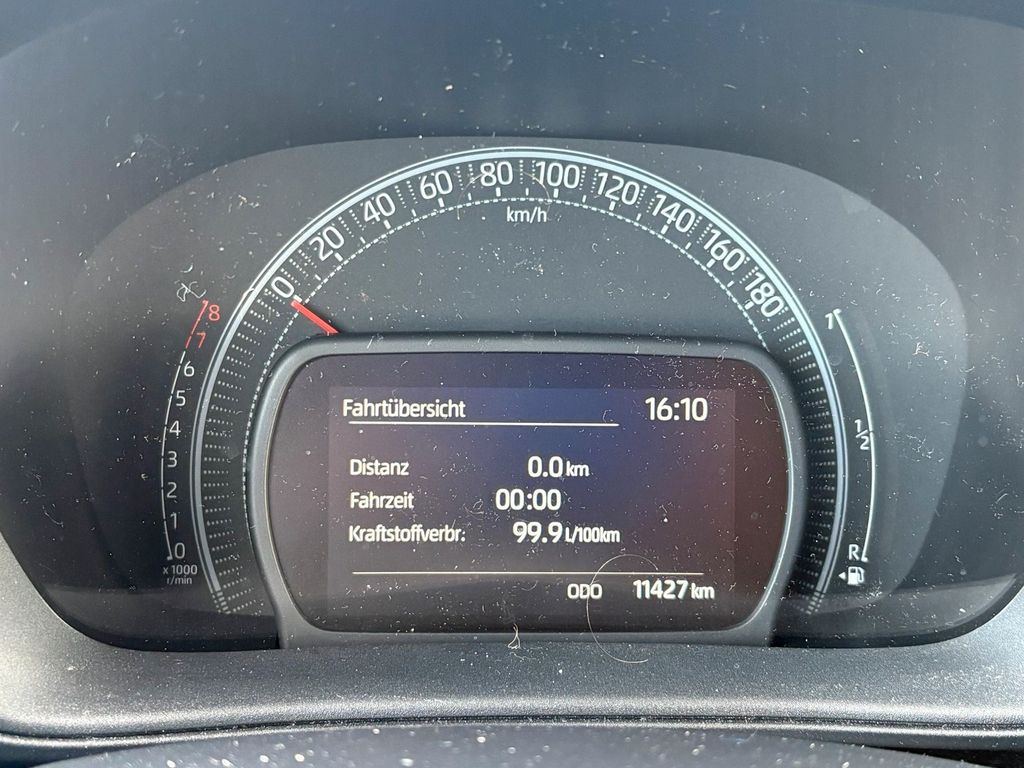 0 20 40 60 80 100 120 140 160 180
km/h
8
7
6
5
4
3
2
1
0
x 1000
r/min
Fahrtübersicht 16:10
Distanz 0.0 km
Fahrzeit 00:00
Kraftstoffverbr. 99.9 L/100km
ODO 11427 km
1
1/2
R